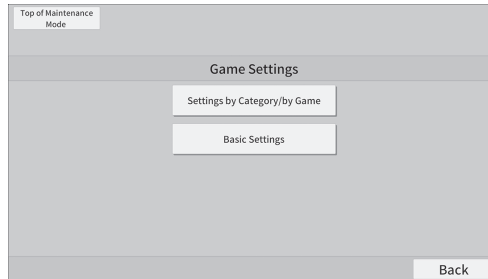 Top of Maintenance
Mode
Game Settings
Settings by Category/by Game
Basic Settings
Back